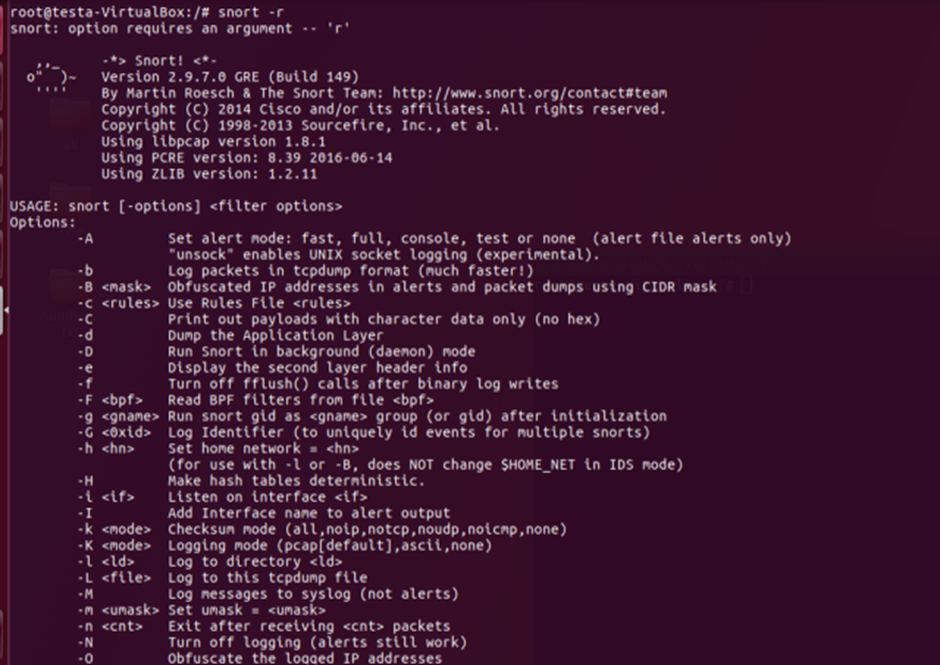 root@testa-VirtualBox:/# snort -r
snort: option requires an argument -- 'r'
,,_ -*> Snort! <*-
o" )~ Version 2.9.7.0 GRE (Build 149)
'''' By Martin Roesch & The Snort Team: http://www.snort.org/contact#team
Copyright (C) 2014 Cisco and/or its affiliates. All rights reserved.
Copyright (C) 1998-2013 Sourcefire, Inc., et al.
Using libpcap version 1.8.1
Using PCRE version: 8.39 2016-06-14
Using ZLIB version: 1.2.11
USAGE: snort [-options] <filter options>
Options:
-A Set alert mode: fast, full, console, test or none (alert file alerts only)
"unsock" enables UNIX socket logging (experimental).
-b Log packets in tcpdump format (much faster!)
-B <mask> Obfuscated IP addresses in alerts and packet dumps using CIDR mask
-c <rules> Use Rules File <rules>
-C Print out payloads with character data only (no hex)
-d Dump the Application Layer
-D Run Snort in background (daemon) mode
-e Display the second layer header info
-f Turn off fflush() calls after binary log writes
-F <bpf> Read BPF filters from file <bpf>
-g <gname> Run snort gid as <gname> group (or gid) after initialization
-G <0xid> Log Identifier (to uniquely id events for multiple snorts)
-h <hn> Set home network = <hn>
(for use with -l or -B, does NOT change $HOME_NET in IDS mode)
-H Make hash tables deterministic.
-i <if> Listen on interface <if>
-I Add Interface name to alert output
-k <mode> Checksum mode (all,noip,notcp,noudp,noicmp,none)
-K <mode> Logging mode (pcap[default],ascii,none)
-l <ld> Log to directory <ld>
-L <file> Log to this tcpdump file
-M Log messages to syslog (not alerts)
-m <umask> Set umask = <umask>
-n <cnt> Exit after receiving <cnt> packets
-N Turn off logging (alerts still work)
-O Obfuscate the logged IP addresses